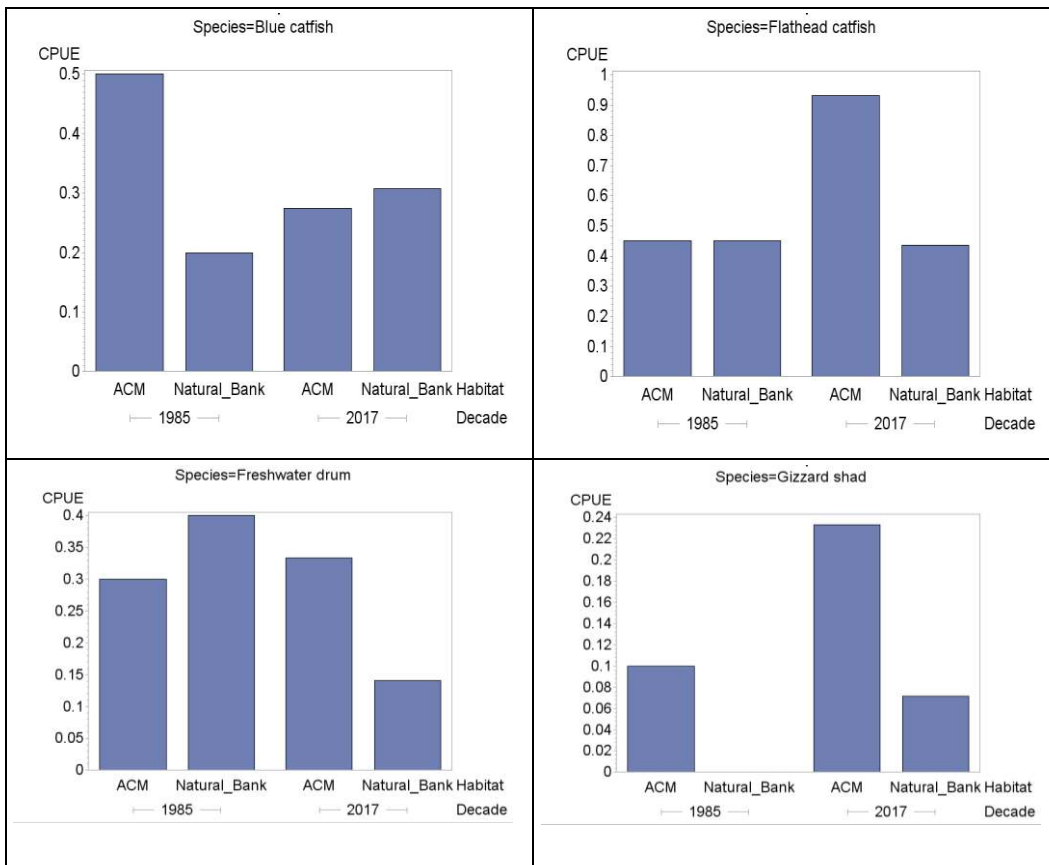 Species=Blue catfish
CPUE
0.5
0.4
0.3
0.2
0.1
0
ACM Natural_Bank ACM Natural_Bank Habitat
1985 2017 Decade
Species=Flathead catfish
CPUE
1
0.9
0.8
0.7
0.6
0.5
0.4
0.3
0.2
0.1
0
ACM Natural_Bank ACM Natural_Bank Habitat
1985 2017 Decade
Species=Freshwater drum
CPUE
0.4
0.35
0.3
0.25
0.2
0.15
0.1
0.05
0
ACM Natural_Bank ACM Natural_Bank Habitat
1985 2017 Decade
Species=Gizzard shad
CPUE
0.24
0.22
0.2
0.18
0.16
0.14
0.12
0.1
0.08
0.06
0.04
0.02
0
ACM Natural_Bank ACM Natural_Bank Habitat
1985 2017 Decade